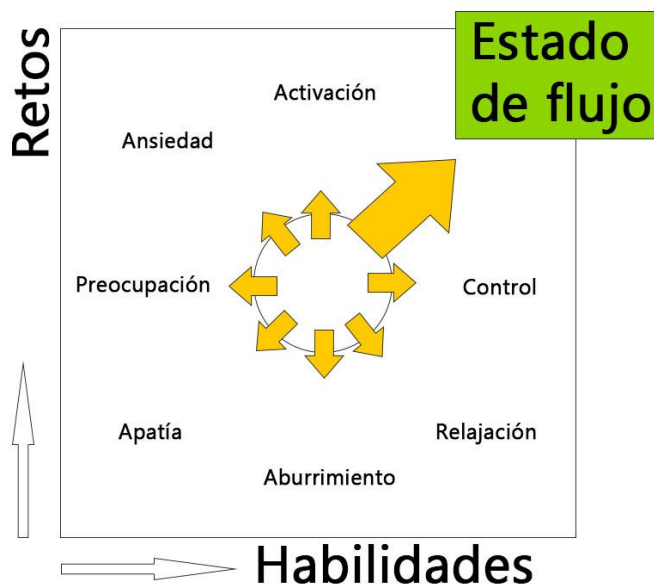 Retos
Estado
de flujo
Activación
Ansiedad
Preocupación
Control
Apatía
Relajación
Aburrimiento
Habilidades